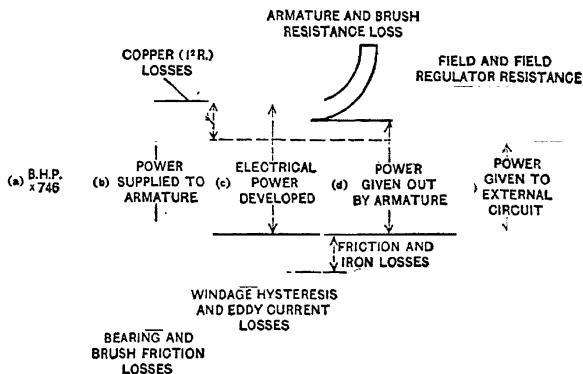 ARMATURE AND BRUSH
RESISTANCE LOSS
COPPER (I²R.)
LOSSES
FIELD AND FIELD
REGULATOR RESISTANCE
(a) B.H.P.
×746
(b) POWER
SUPPLIED TO
ARMATURE
(c) ELECTRICAL
POWER
DEVELOPED
(d) POWER
GIVEN OUT
BY ARMATURE
) POWER
GIVEN TO
EXTERNAL
CIRCUIT
FRICTION AND
IRON LOSSES
WINDAGE HYSTERESIS
AND EDDY CURRENT
LOSSES
BEARING AND
BRUSH FRICTION
LOSSES